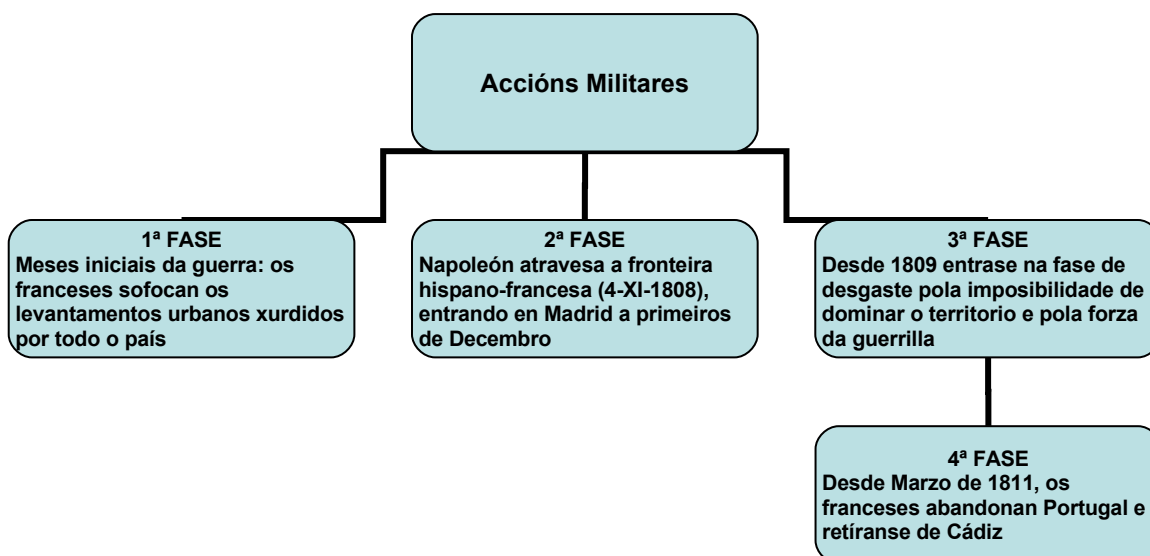 Accións Militares
1ª FASE
Meses iniciais da guerra: os
franceses sofocan os
levantamentos urbanos xurdidos
por todo o país
2ª FASE
Napoleón atravesa a fronteira
hispano-francesa (4-XI-1808),
entrando en Madrid a primeiros
de Decembro
3ª FASE
Desde 1809 entrase na fase de
desgaste pola imposibilidade de
dominar o territorio e pola forza
da guerrilla
4ª FASE
Desde Marzo de 1811, os
franceses abandonan Portugal e
retíranse de Cádiz